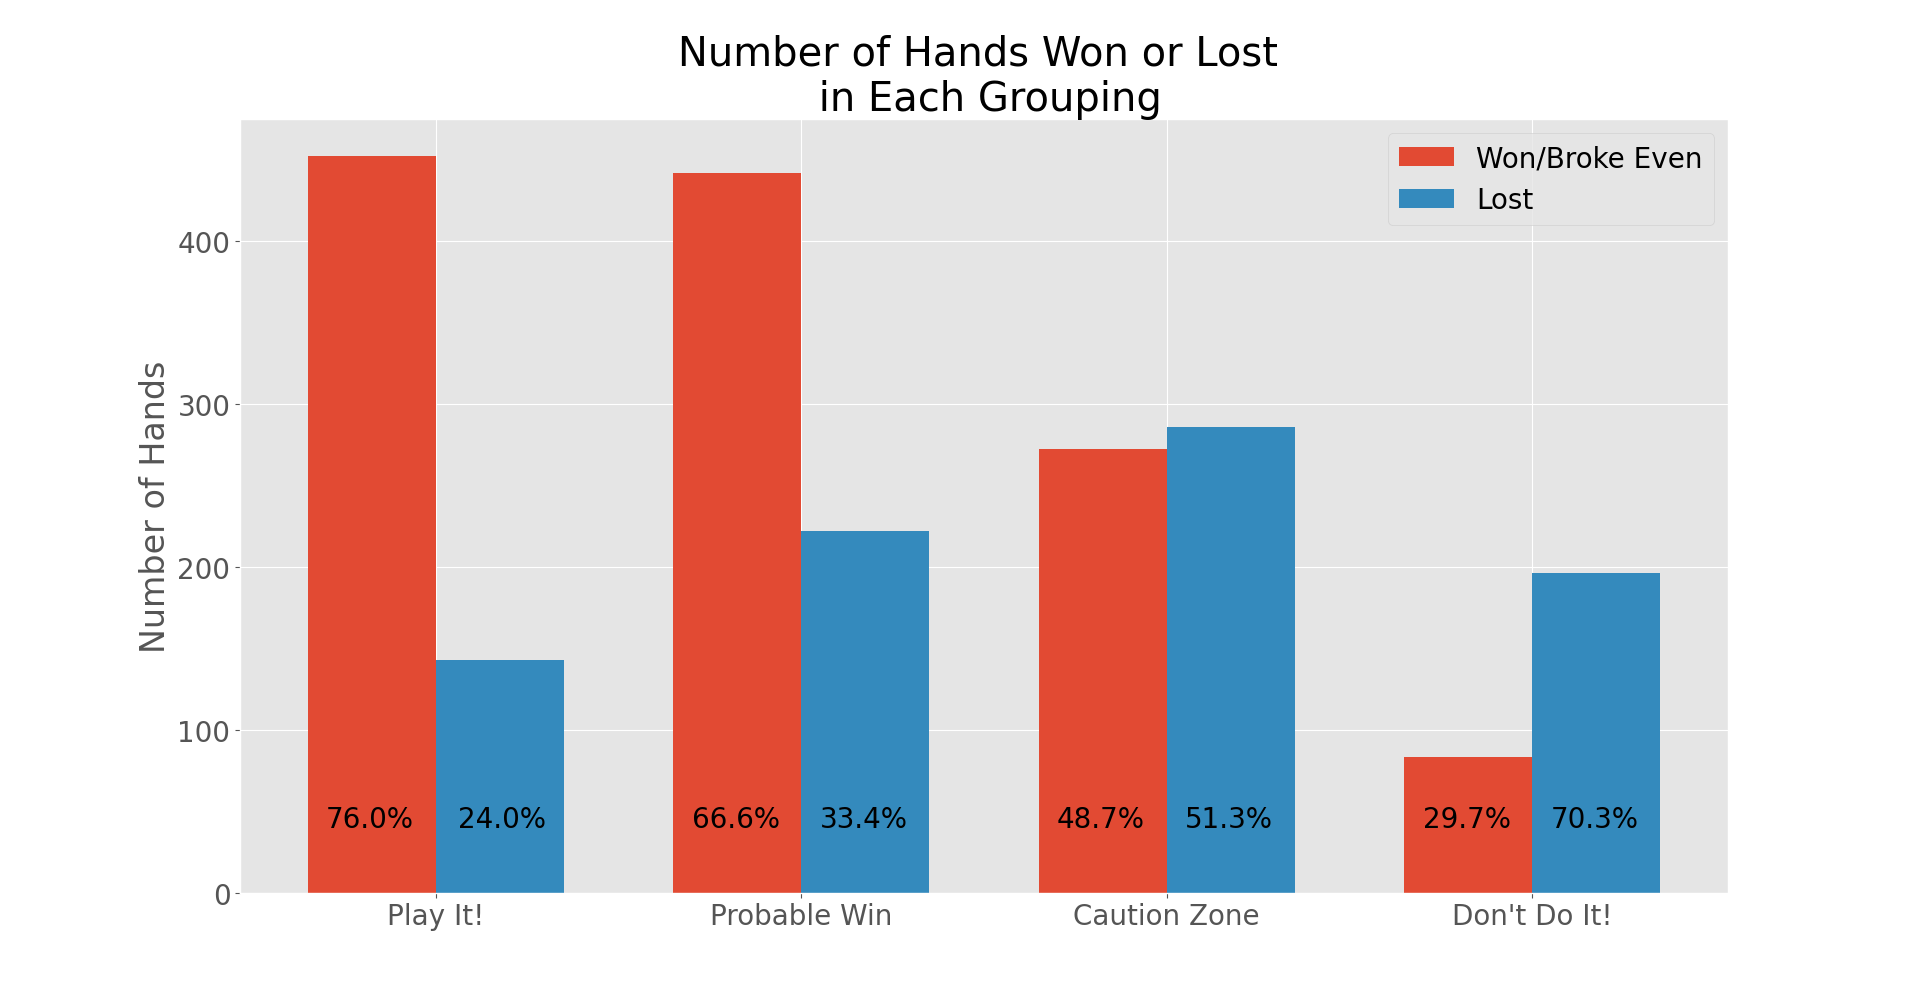 Number of Hands Won or Lost
in Each Grouping
Won/Broke Even
Lost
Number of Hands
400
300
200
100
0
76.0% 24.0% 66.6% 33.4% 48.7% 51.3% 29.7% 70.3%
Play It! Probable Win Caution Zone Don't Do It!